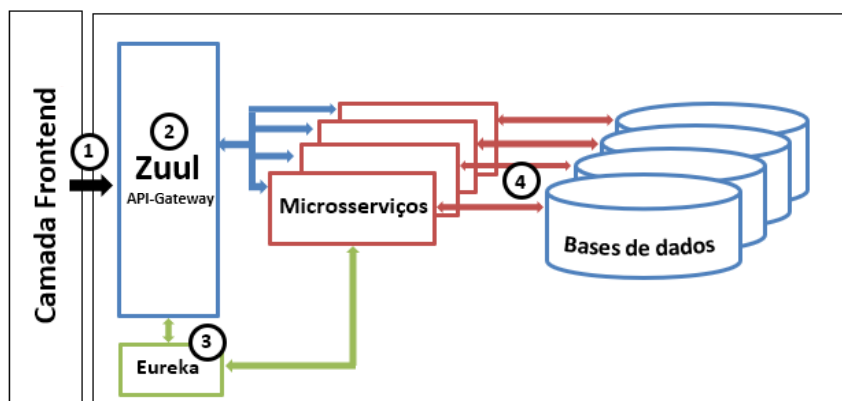 Camada Frontend
1
2
Zuul
API-Gateway
Microsserviços
4
Bases de dados
3
Eureka